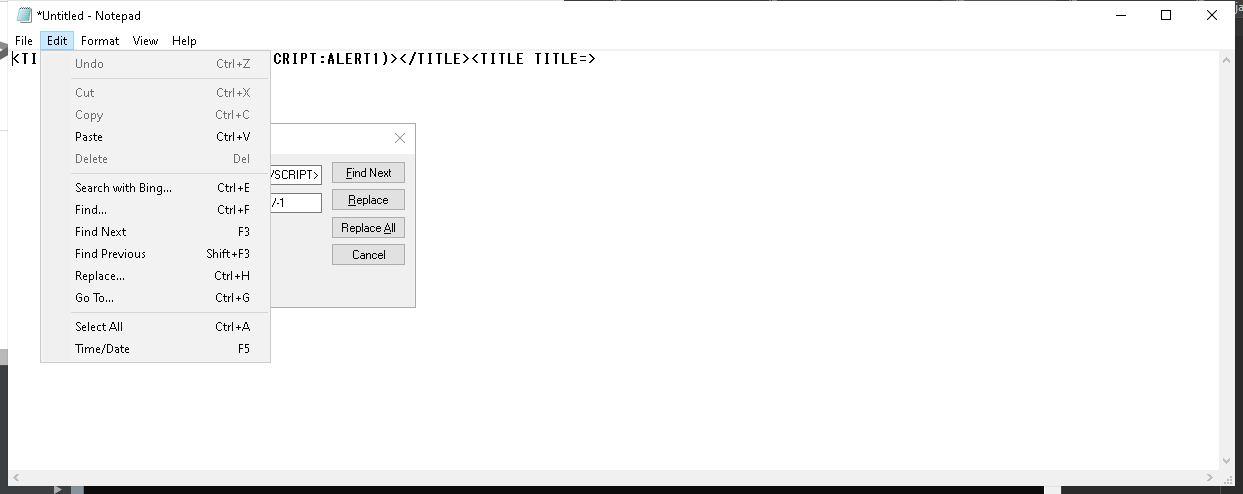 *Untitled - Notepad
File Edit Format View Help
<TI CRIPT:ALERT1)></TITLE><TITLE TITLE=>
Undo Ctrl+Z
Cut Ctrl+X
Copy Ctrl+C
Paste Ctrl+V
Delete Del
Search with Bing... Ctrl+E
Find... Ctrl+F
Find Next F3
Find Previous Shift+F3
Replace... Ctrl+H
Go To... Ctrl+G
Select All Ctrl+A
Time/Date F5
/SCRIPT> Find Next
/-1 Replace
Replace All
Cancel